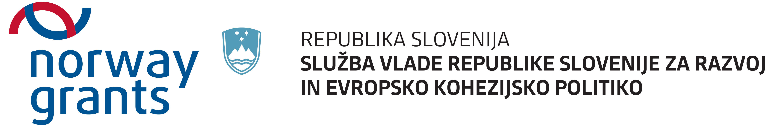 norway
grants
REPUBLIKA SLOVENIJA
SLUŽBA VLADE REPUBLIKE SLOVENIJE ZA RAZVOJ
IN EVROPSKO KOHEZIJSKO POLITIKO